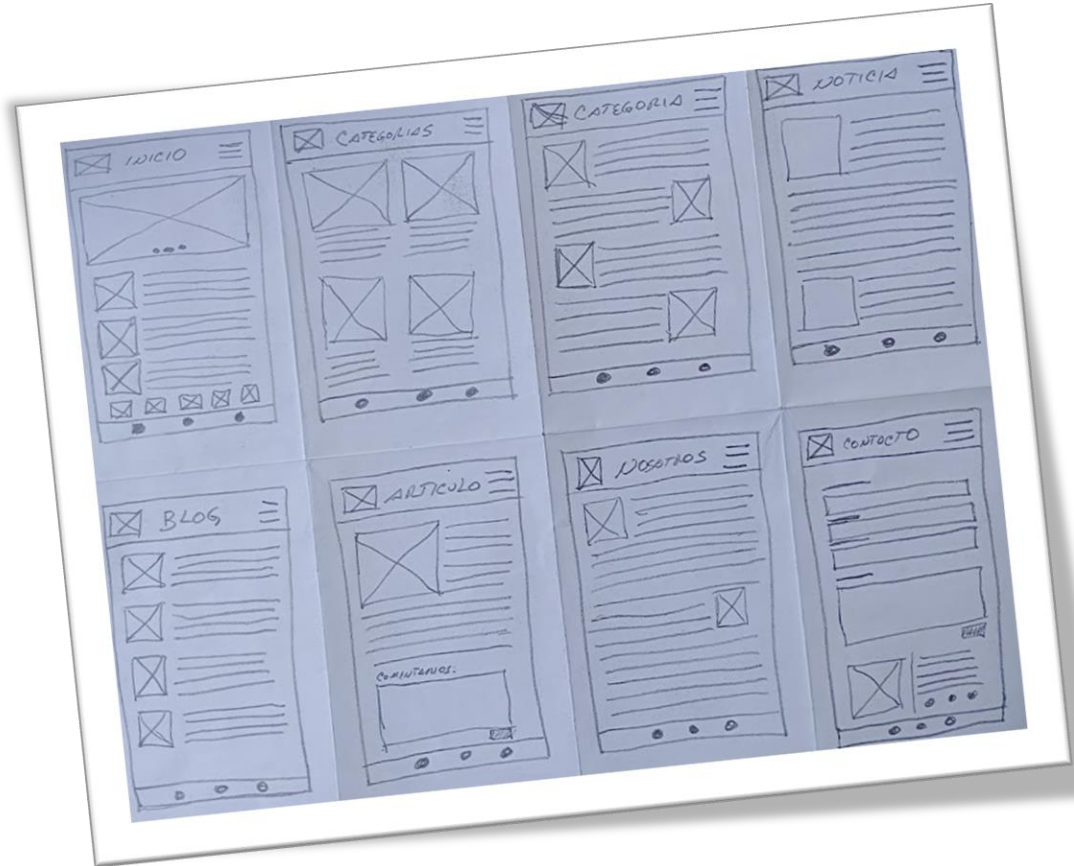 INICIO
CATEGORIAS
CATEGORIA
NOTICIA
BLOG
ARTICULO
COMENTARIOS:
NOSOTROS
CONTACTO